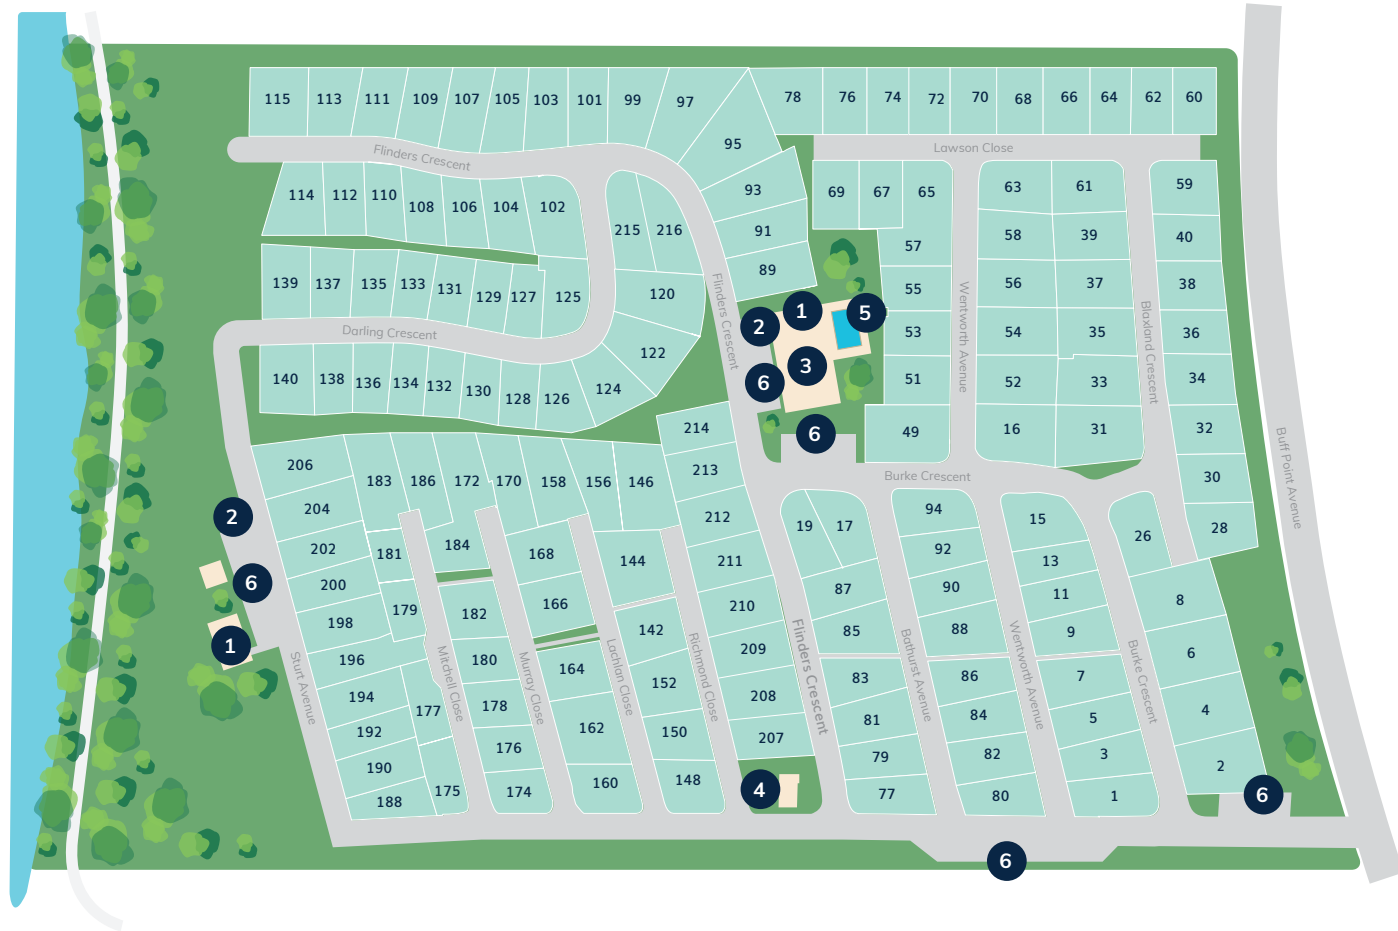 115 113 111 109 107 105 103 101 99 97 78 76 74 72 70 68 66 64 62 60
95
Flinders Crescent
Lawson Close
114 112 110 108 106 104 102
93
69 67 65 63 61 59
215 216 91
57 58 39 40
89
139 137 135 133 131 129 127 125 120
55 56 37 38
Flinders Crescent
Wentworth Avenue
Blaxland Crescent
1
2
5
53 54 35 36
Darling Crescent
122
3
6
140 138 136 134 132 130 128 126 124
51 52 33 34
214
6
49 16 31 32
Buff Point Avenue
206 183 186 172 170 158 156 146 213
Burke Crescent
30
204
2
212
19 17 94 15 26 28
202 181 184 168 144 211
92 13
200
6
87 90 11 8
198 179 182 166 142 210
85 88 9
1
196 180 164 209
6
Sturt Avenue
Mitchell Close
Murray Close
Lachlan Close
Richmond Close
Flinders Crescent
Bathurst Avenue
Wentworth Avenue
Burke Crescent
194 177 178 152 208
83 86 7
192 176 162 150 207
81 84 5 4
190
79 82 3 2
188 175 174 160 148
4
77 80 1
6
6